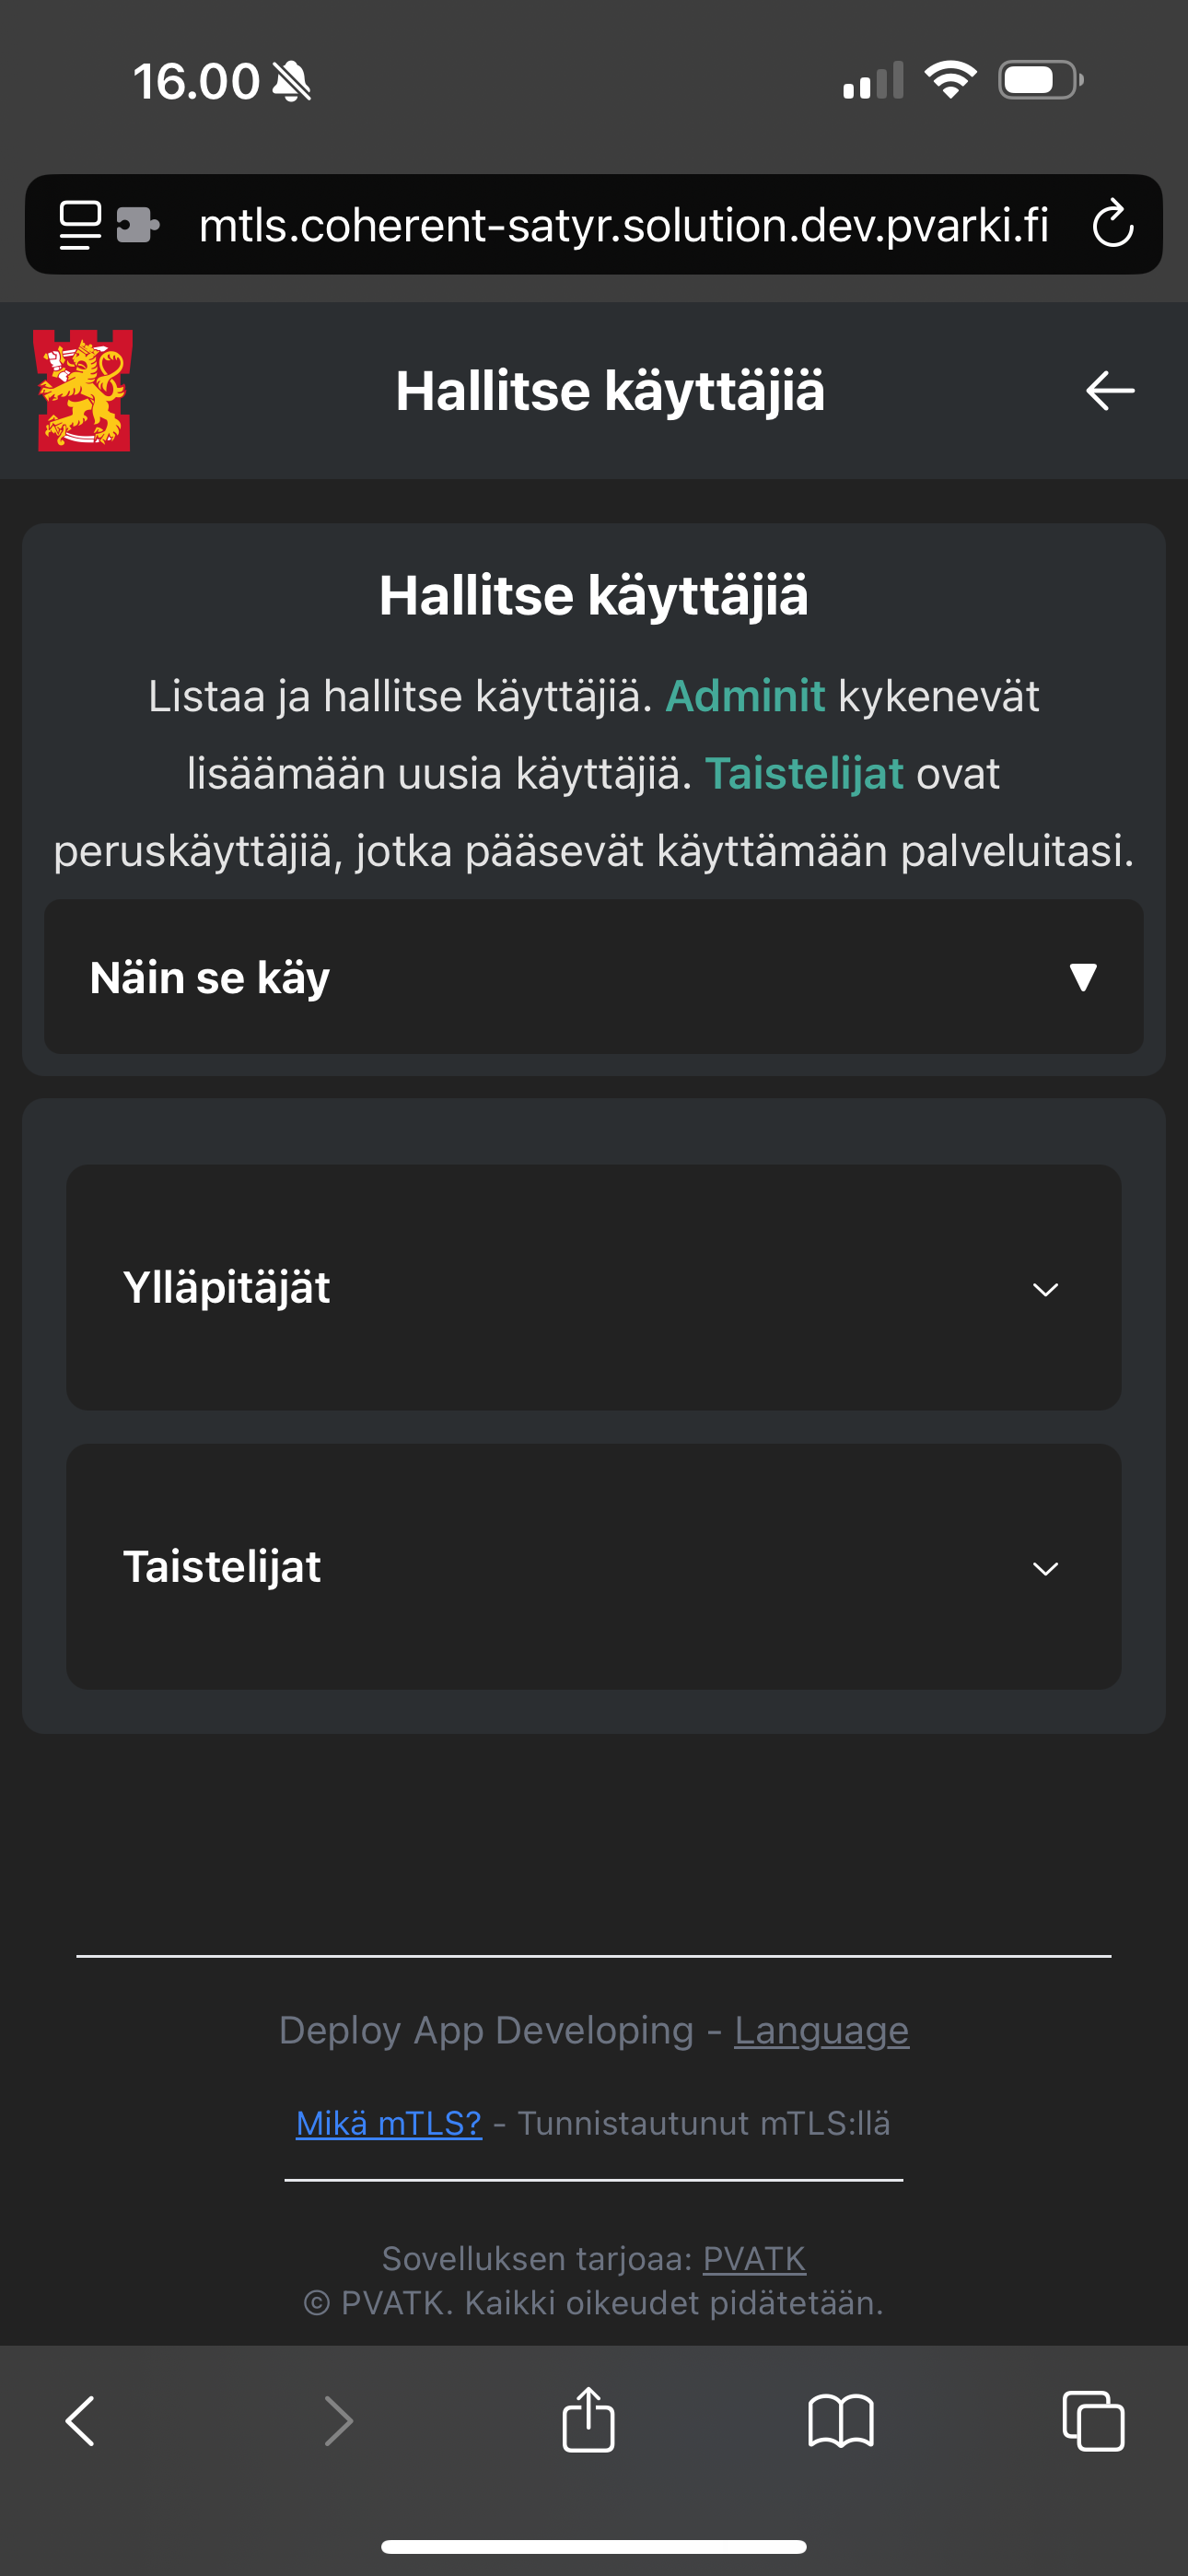 16.00
mtls.coherent-satyr.solution.dev.pvarki.fi
Hallitse käyttäjiä
Hallitse käyttäjiä
Listaa ja hallitse käyttäjiä. Adminit kykenevät
lisäämään uusia käyttäjiä. Taistelijat ovat
peruskäyttäjiä, jotka pääsevät käyttämään palveluitasi.
Näin se käy
Ylläpitäjät
Taistelijat
Deploy App Developing - Language
Mikä mTLS? - Tunnistautunut mTLS:llä
Sovelluksen tarjoaa: PVATK
© PVATK. Kaikki oikeudet pidätetään.